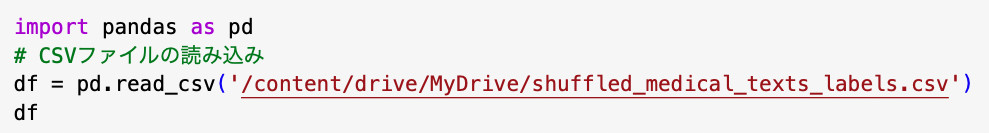 import pandas as pd
# CSVファイルの読み込み
df = pd.read_csv('/content/drive/MyDrive/shuffled_medical_texts_labels.csv')
df